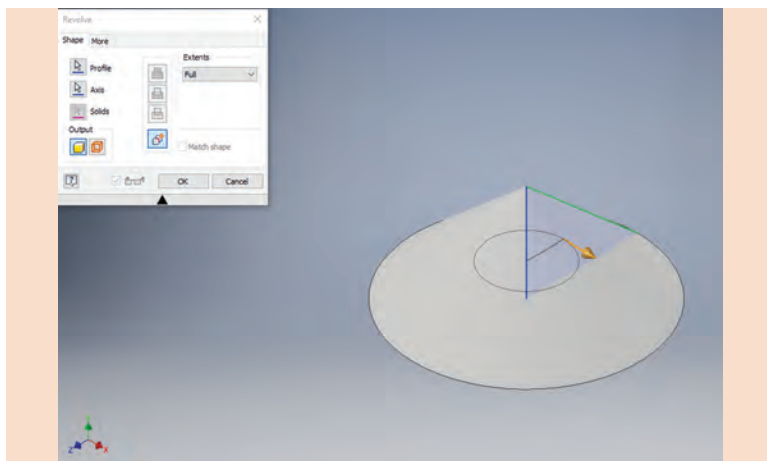 Revolve
Shape More
Profile
Axis
Solids
Output
Extents
Full
Match shape
OK Cancel
Z X